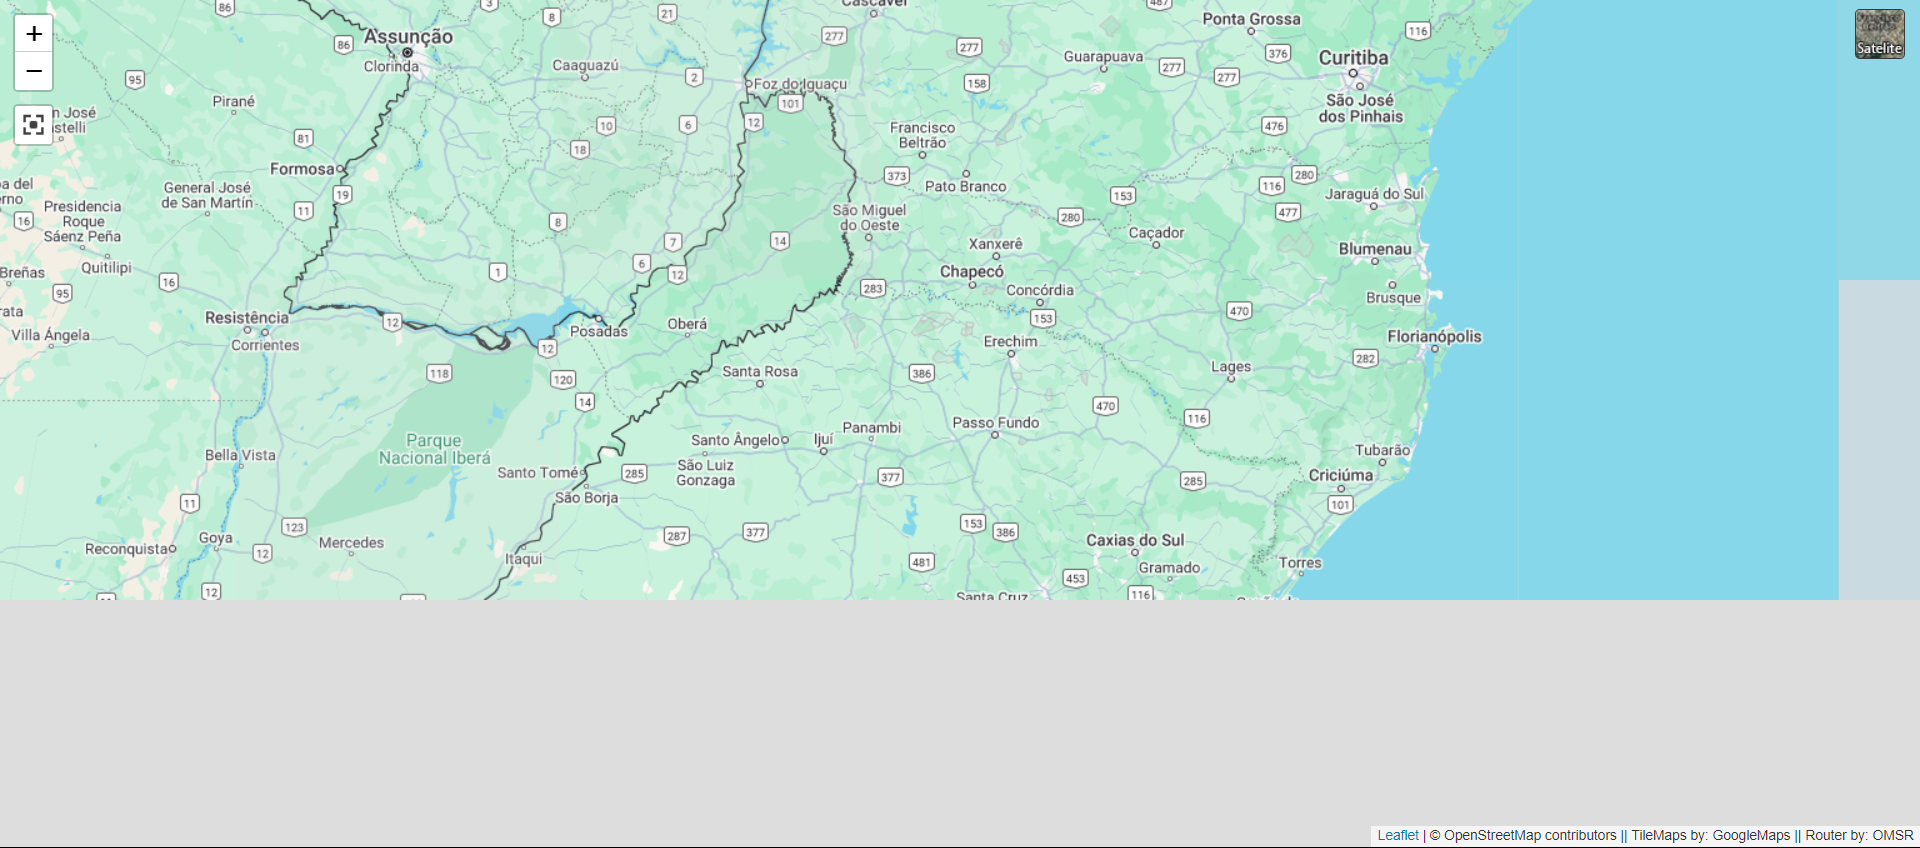 +
−
Satelite
86
3
8
21
Cascavel
487
Ponta Grossa
116
Assunção
86
Clorinda
277
277
Guarapuava
277
277
376
Curitiba
95
Caaguazú
2
Foz do Iguaçu
101
158
São José
dos Pinhais
Pirané
81
10
6
12
18
Francisco
Beltrão
476
Formosa
19
11
General José
de San Martín
373
Pato Branco
153
116
280
Jaraguá do Sul
477
16
Presidencia
Roque
Sáenz Peña
8
São Miguel
do Oeste
280
Caçador
Quitilipi
Breñas
16
95
1
7
6
12
14
Xanxerê
Chapecó
283
Concórdia
153
Blumenau
Brusque
470
Villa Ángela
Resistência
Corrientes
12
Posadas
Oberá
12
Erechim
Florianópolis
282
118
120
14
Santa Rosa
386
Lages
470
116
Parque
Nacional Iberá
Bella Vista
Santo Ângelo
Ijuí
Panambi
Passo Fundo
Tubarão
Criciúma
101
Santo Tomé
285
São Luiz
Gonzaga
377
285
São Borja
11
123
Goya
12
Mercedes
Reconquista
287
377
153
386
Itaqui
481
Caxias do Sul
Gramado
453
Torres
12
116
Santa Cruz
Leaflet | © OpenStreetMap contributors || TileMaps by: GoogleMaps || Router by: OMSR